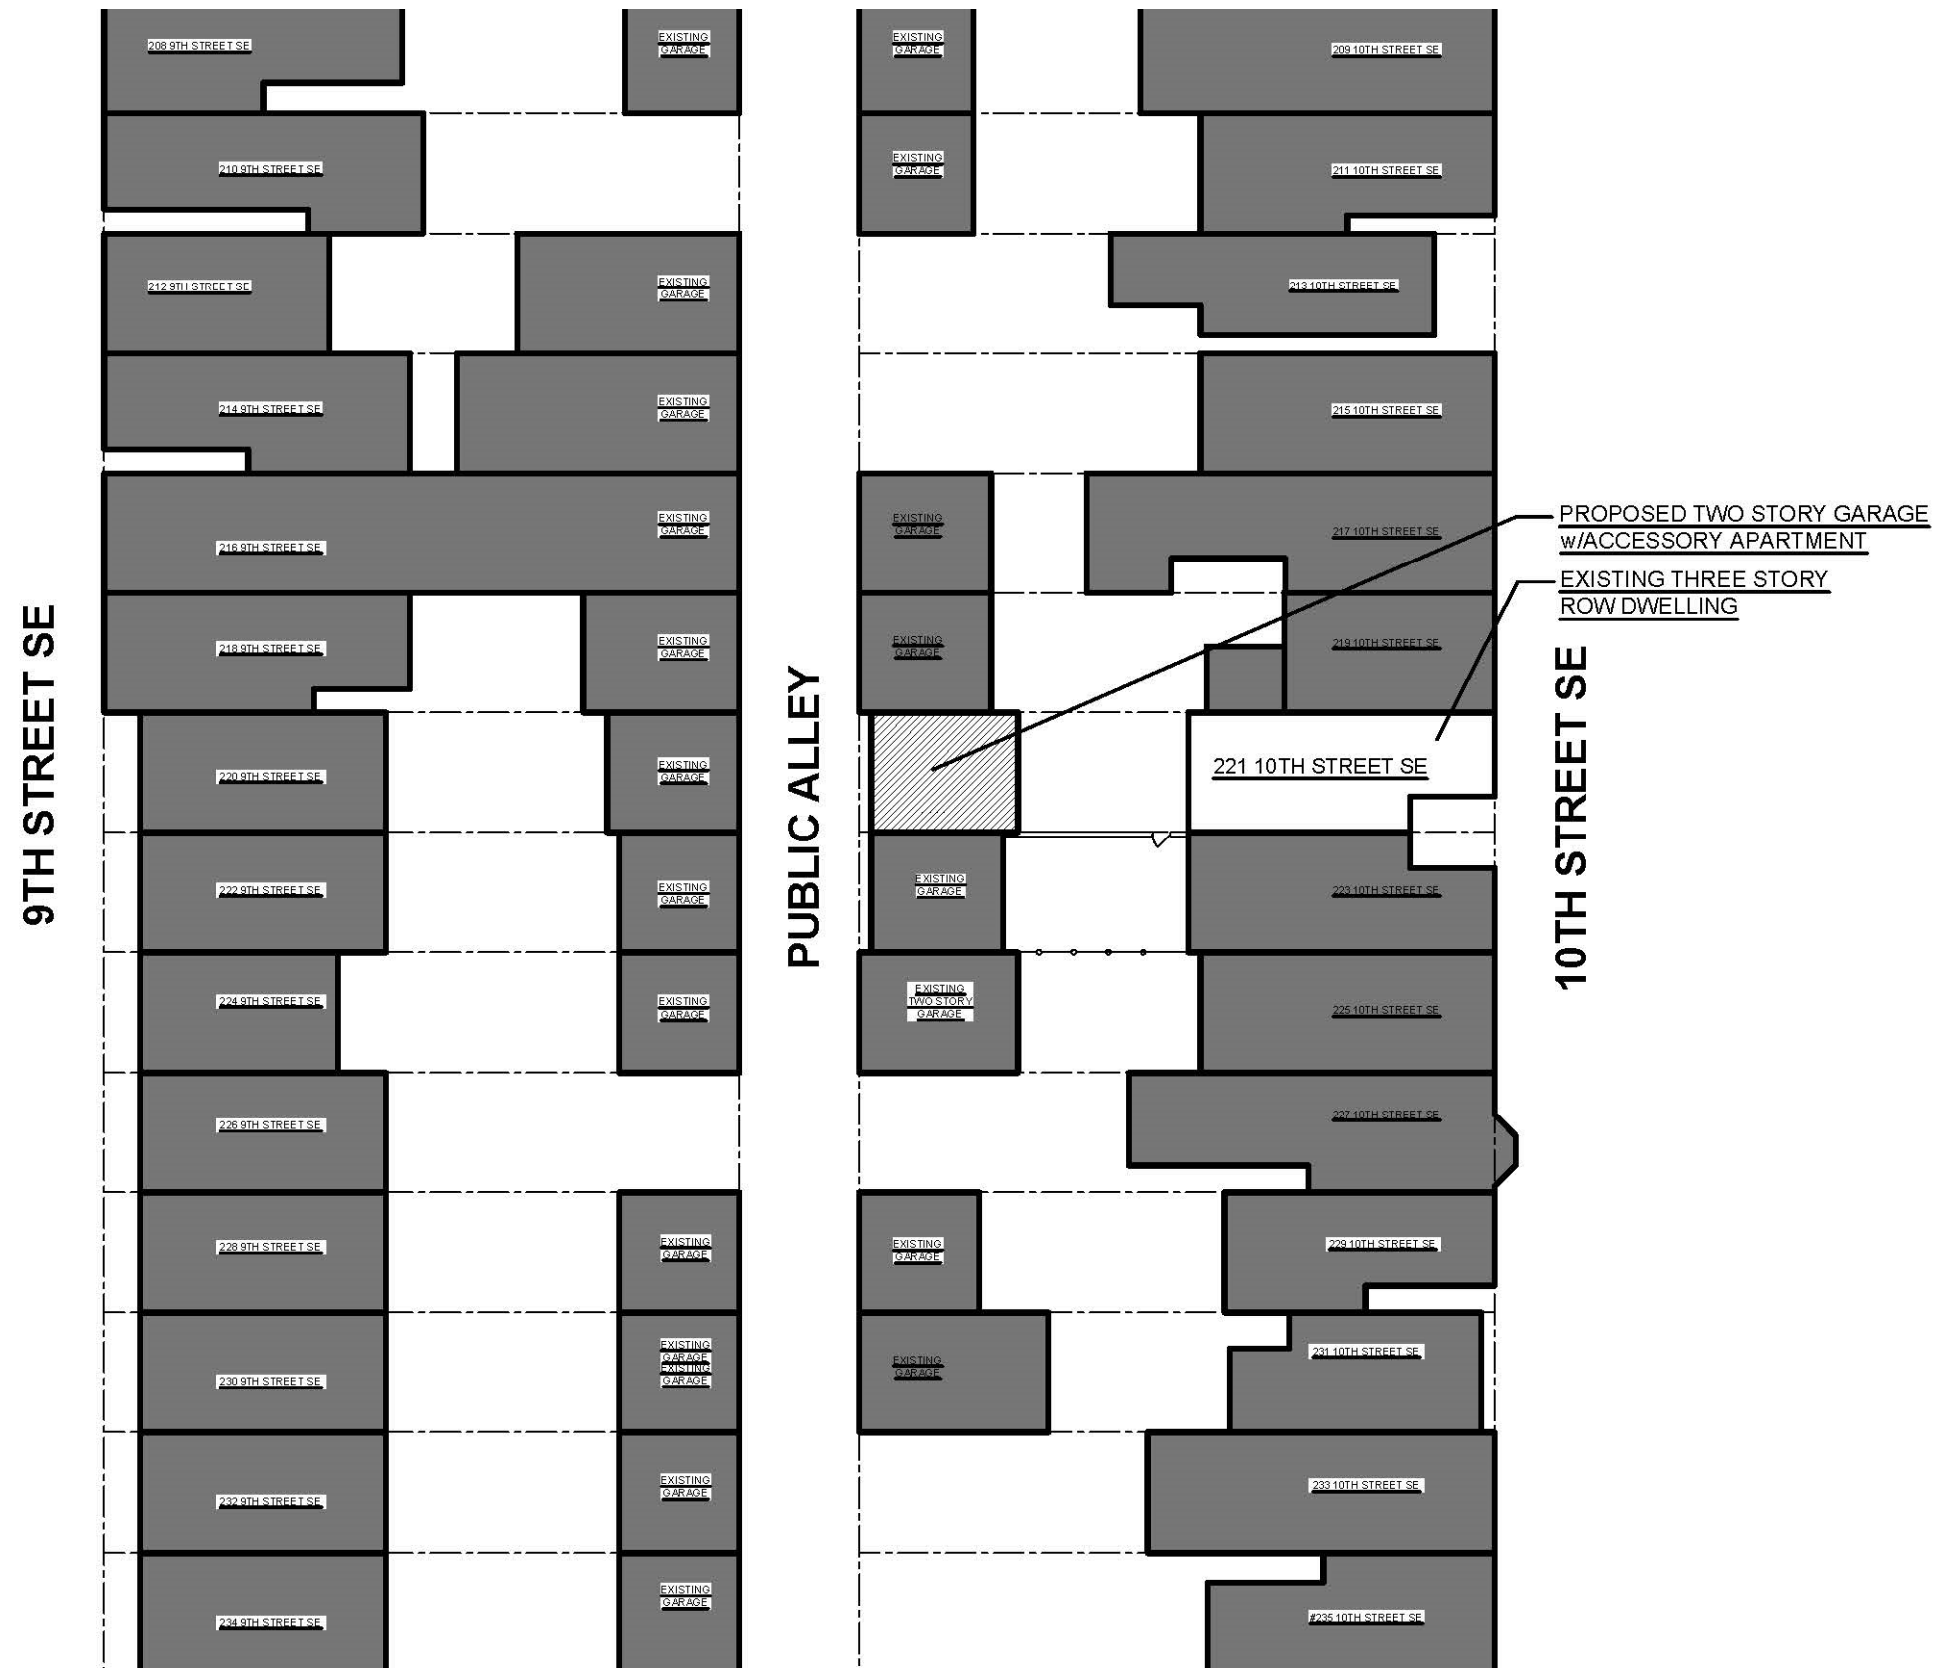 208 9TH STREET SE
EXISTING
GARAGE
EXISTING
GARAGE
209 10TH STREET SE
210 9TH STREET SE
EXISTING
GARAGE
211 10TH STREET SE
212 9TH STREET SE
EXISTING
GARAGE
213 10TH STREET SE
214 9TH STREET SE
EXISTING
GARAGE
215 10TH STREET SE
216 9TH STREET SE
EXISTING
GARAGE
EXISTING
GARAGE
217 10TH STREET SE
PROPOSED TWO STORY GARAGE
w/ACCESSORY APARTMENT
EXISTING THREE STORY
ROW DWELLING
9TH STREET SE
218 9TH STREET SE
EXISTING
GARAGE
PUBLIC ALLEY
EXISTING
GARAGE
219 10TH STREET SE
10TH STREET SE
220 9TH STREET SE
EXISTING
GARAGE
221 10TH STREET SE
222 9TH STREET SE
EXISTING
GARAGE
EXISTING
GARAGE
223 10TH STREET SE
224 9TH STREET SE
EXISTING
GARAGE
EXISTING
TWO STORY
GARAGE
225 10TH STREET SE
226 9TH STREET SE
227 10TH STREET SE
228 9TH STREET SE
EXISTING
GARAGE
EXISTING
GARAGE
229 10TH STREET SE
230 9TH STREET SE
EXISTING
GARAGE
EXISTING
GARAGE
EXISTING
GARAGE
231 10TH STREET SE
232 9TH STREET SE
EXISTING
GARAGE
233 10TH STREET SE
234 9TH STREET SE
EXISTING
GARAGE
#235 10TH STREET SE